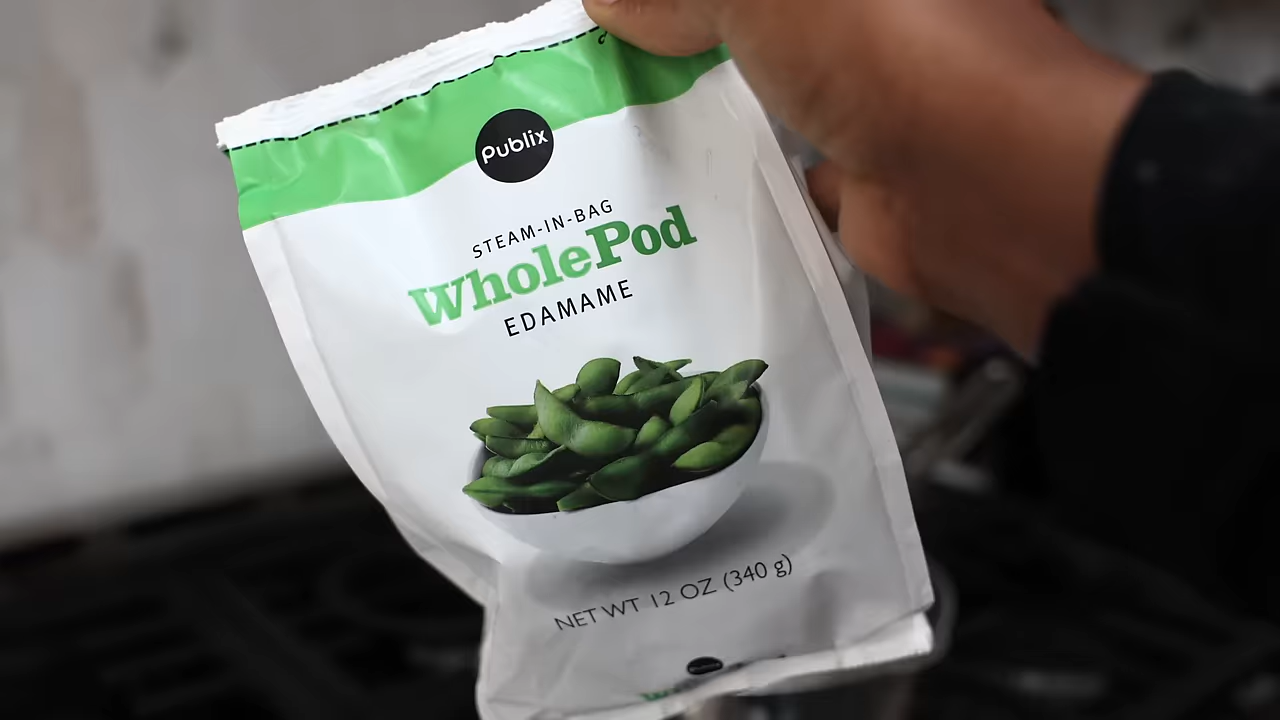 Publix
STEAM-IN-BAG
WholePod
EDAMAME
NET WT 12 OZ (340 g)